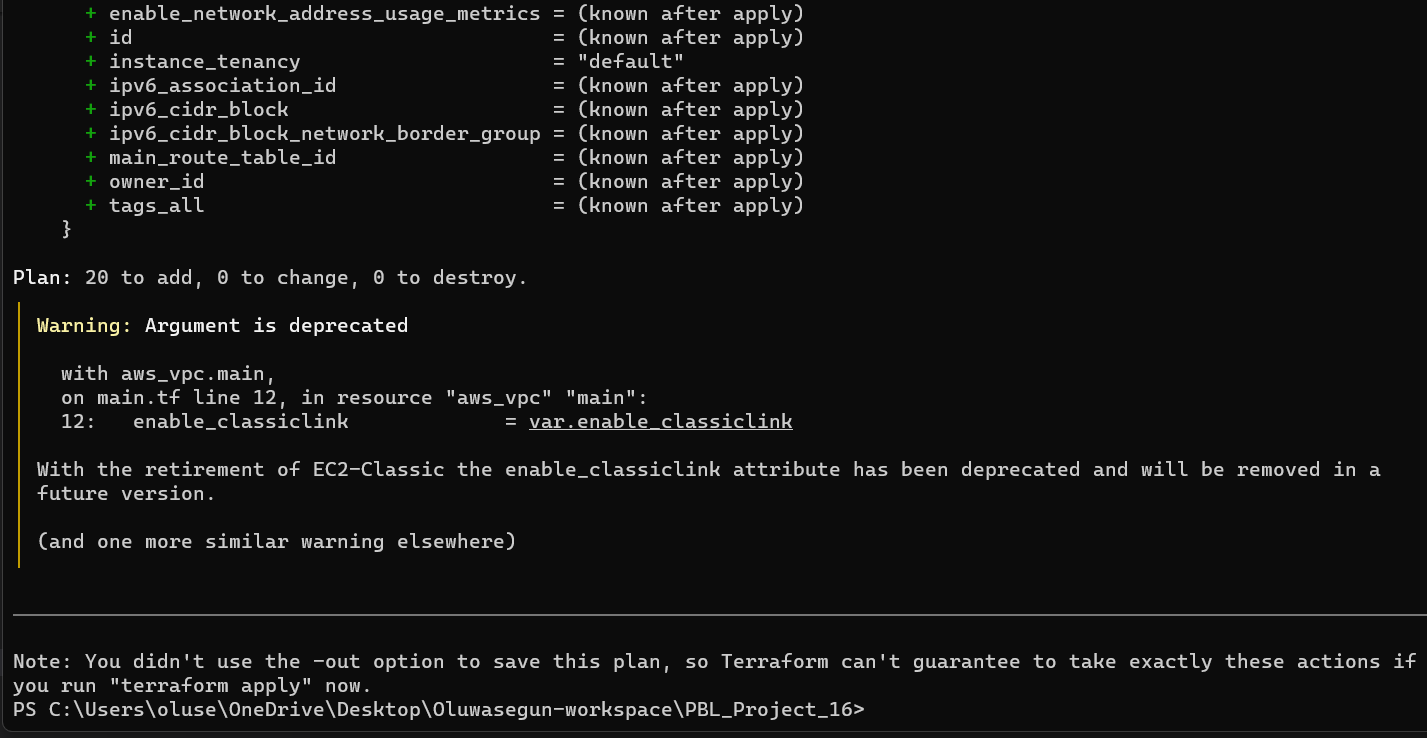 + enable_network_address_usage_metrics = (known after apply)
+ id                                   = (known after apply)
+ instance_tenancy                     = "default"
+ ipv6_association_id                  = (known after apply)
+ ipv6_cidr_block                      = (known after apply)
+ ipv6_cidr_block_network_border_group = (known after apply)
+ main_route_table_id                  = (known after apply)
+ owner_id                             = (known after apply)
+ tags_all                             = (known after apply)
}
Plan: 20 to add, 0 to change, 0 to destroy.
Warning: Argument is deprecated
with aws_vpc.main,
on main.tf line 12, in resource "aws_vpc" "main":
12:   enable_classiclink             = var.enable_classiclink
With the retirement of EC2-Classic the enable_classiclink attribute has been deprecated and will be removed in a
future version.
(and one more similar warning elsewhere)
Note: You didn't use the -out option to save this plan, so Terraform can't guarantee to take exactly these actions if
you run "terraform apply" now.
PS C:\Users\oluse\OneDrive\Desktop\Oluwasegun-workspace\PBL_Project_16>